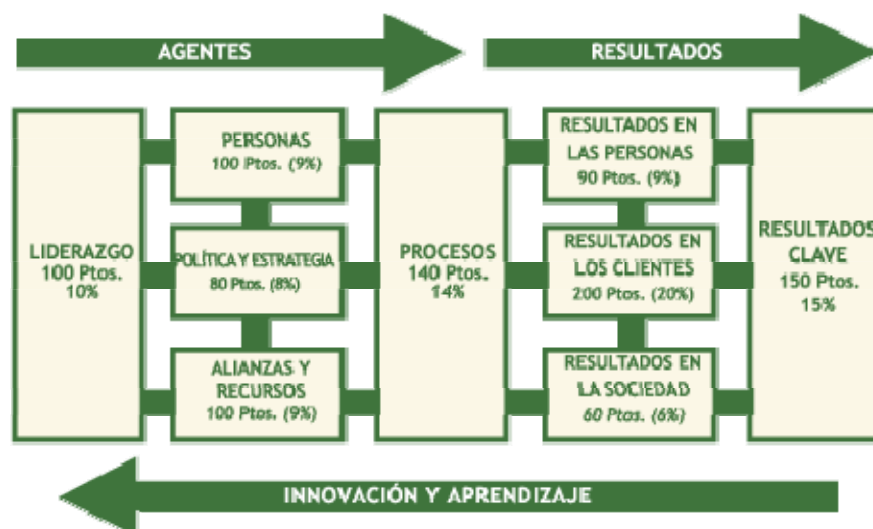 AGENTES
RESULTADOS
LIDERAZGO
100 Ptos.
10%
PERSONAS
100 Ptos. (9%)
POLÍTICA Y ESTRATEGIA
80 Ptos. (8%)
ALIANZAS Y
RECURSOS
100 Ptos. (9%)
PROCESOS
140 Ptos.
14%
RESULTADOS EN
LAS PERSONAS
90 Ptos. (9%)
RESULTADOS EN
LOS CLIENTES
200 Ptos. (20%)
RESULTADOS EN
LA SOCIEDAD
60 Ptos. (6%)
RESULTADOS
CLAVE
150 Ptos.
15%
INNOVACIÓN Y APRENDIZAJE